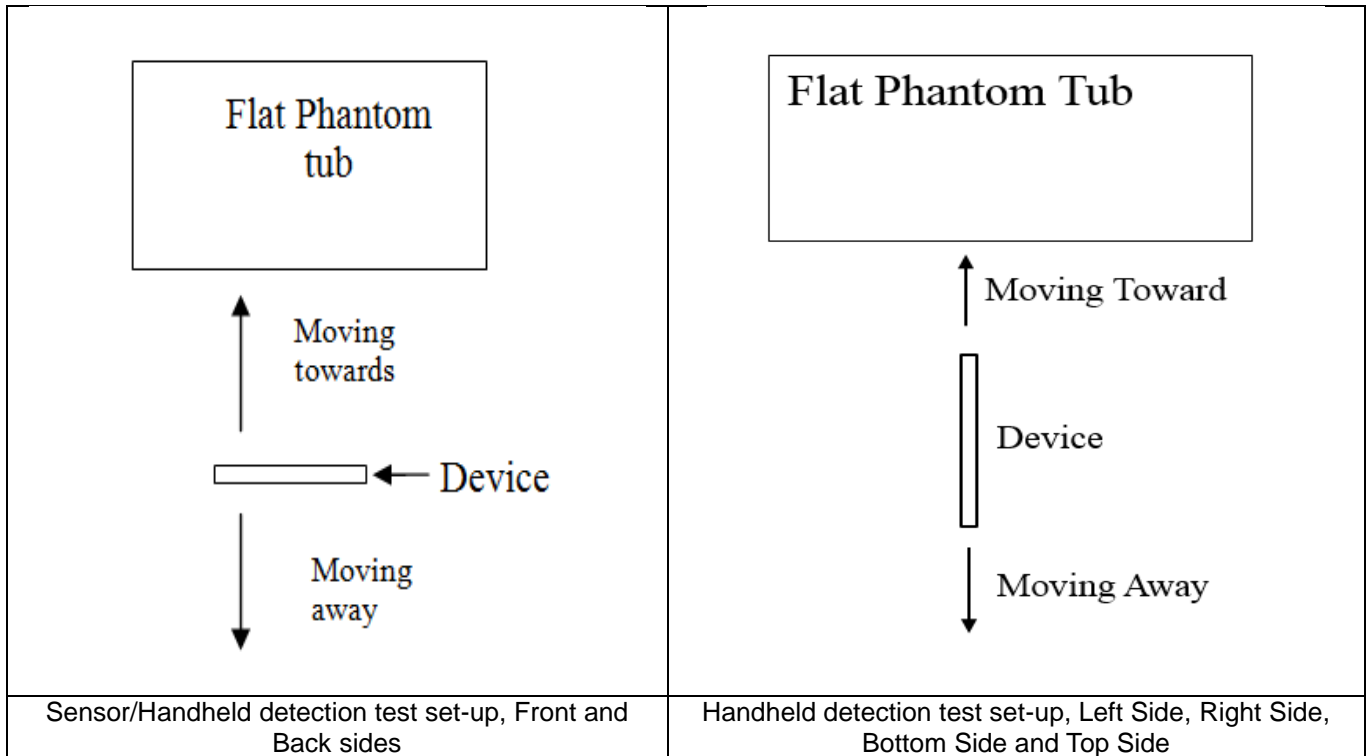 Flat Phantom
tub
Moving
towards
Device
Moving
away
Sensor/Handheld detection test set-up, Front and
Back sides
Flat Phantom Tub
Moving Toward
Device
Moving Away
Handheld detection test set-up, Left Side, Right Side,
Bottom Side and Top Side